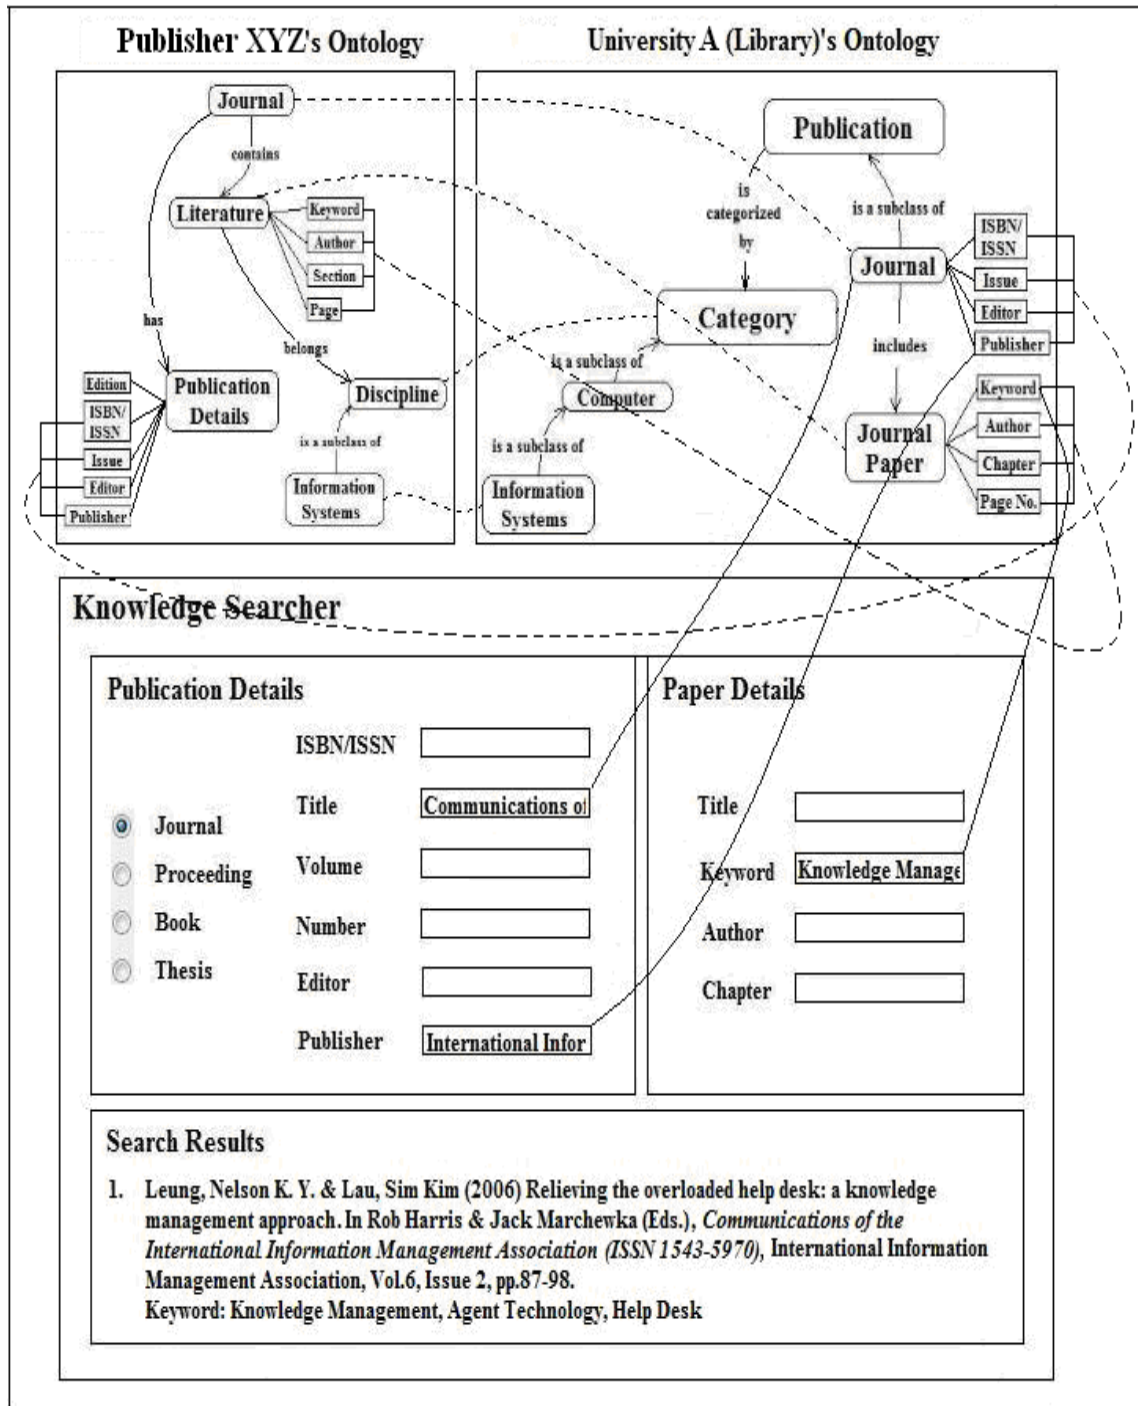 Publisher XYZ's Ontology
University A (Library)'s Ontology
Journal
contains
Literature
Keyword
Author
Section
Page
has
belongs
Edition
ISBN/
ISSN
Issue
Editor
Publisher
Publication
Details
Discipline
is a subclass of
Information
Systems
Publication
is
categorized
by
is a subclass of
Journal
ISBN/
ISSN
Issue
Editor
Publisher
Category
is a subclass of
Computer
is a subclass of
Information
Systems
includes
Journal
Paper
Keyword
Author
Chapter
Page No.
Knowledge Searcher
Publication Details
Journal
Proceeding
Book
Thesis
ISBN/ISSN
Title Communications of
Volume
Number
Editor
Publisher International Infor
Paper Details
Title
Keyword Knowledge Manage
Author
Chapter
Search Results
1. Leung, Nelson K. Y. & Lau, Sim Kim (2006) Relieving the overloaded help desk: a knowledge
management approach. In Rob Harris & Jack Marchewka (Eds.), Communications of the
International Information Management Association (ISSN 1543-5970), International Information
Management Association, Vol.6, Issue 2, pp.87-98.
Keyword: Knowledge Management, Agent Technology, Help Desk